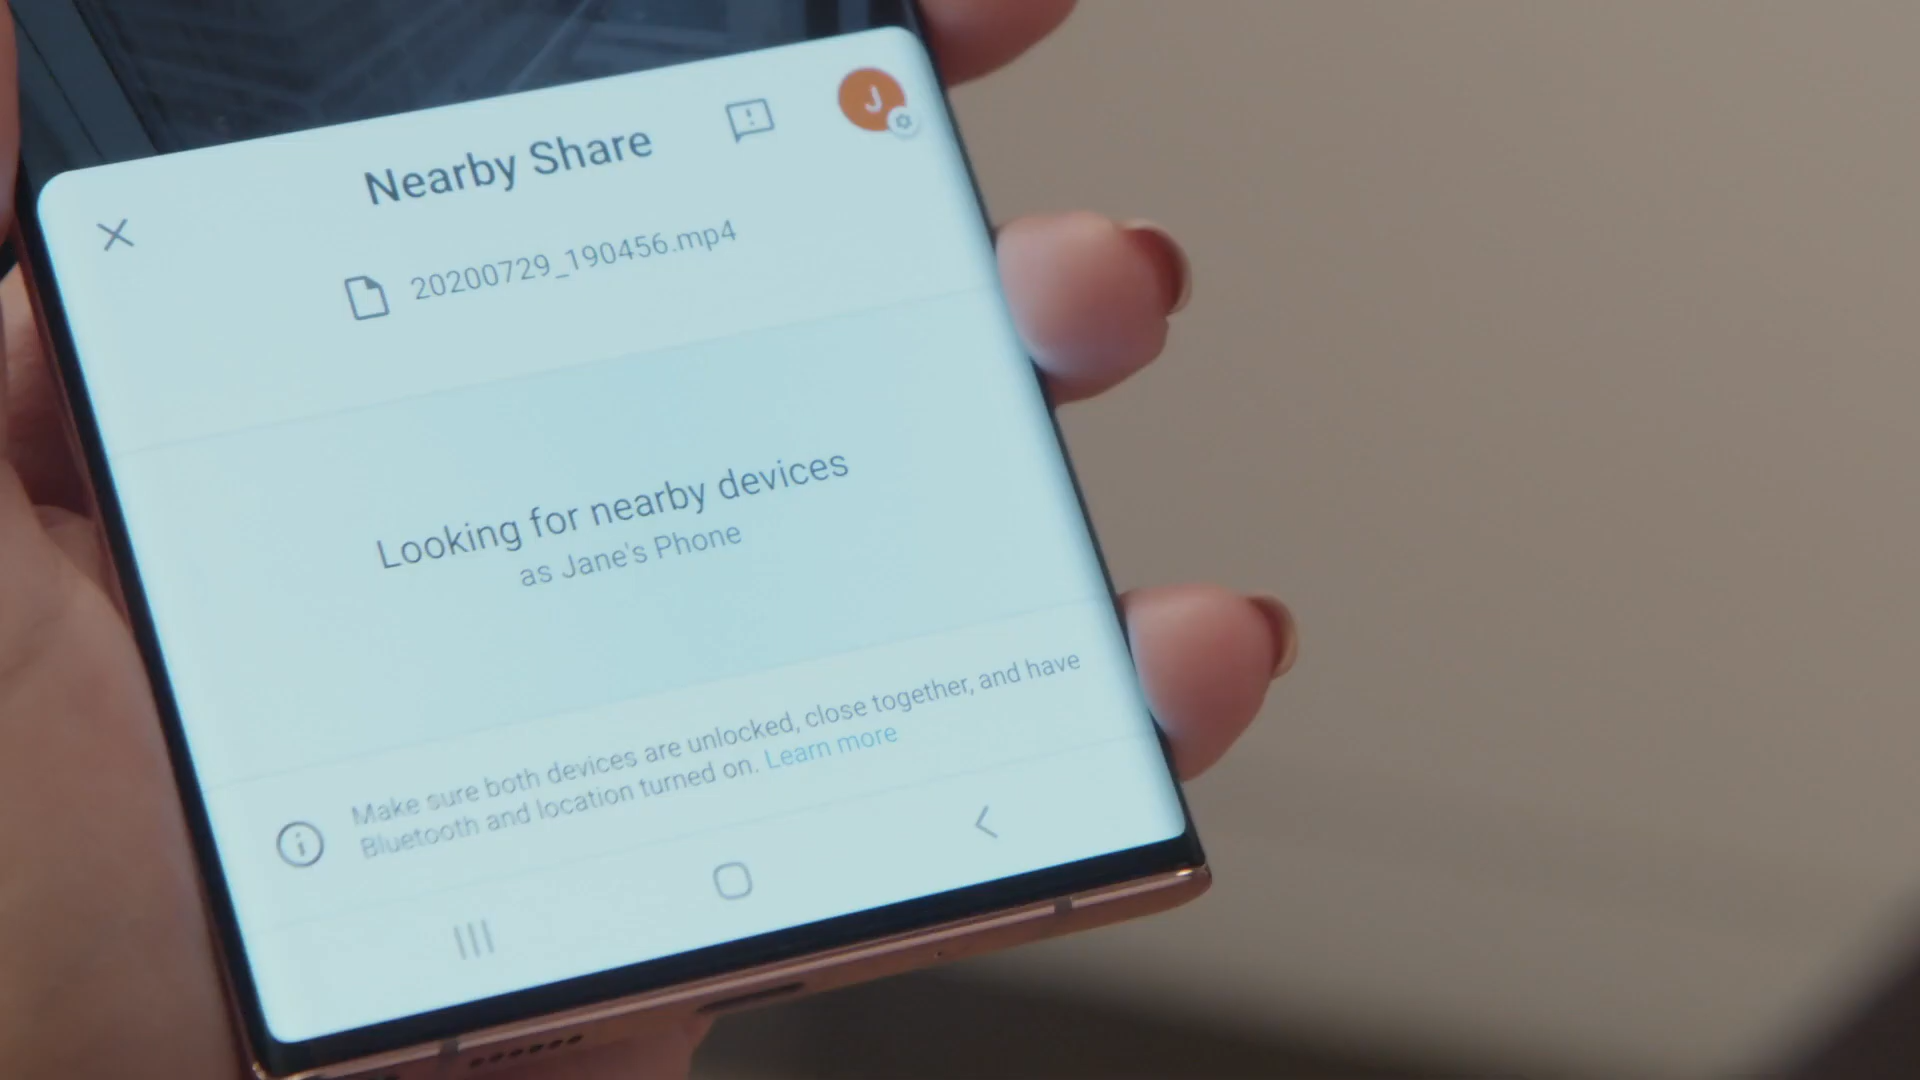 J
Nearby Share
20200729_190456.mp4
Looking for nearby devices
as Jane's Phone
Make sure both devices are unlocked, close together, and have
Bluetooth and location turned on. Learn more